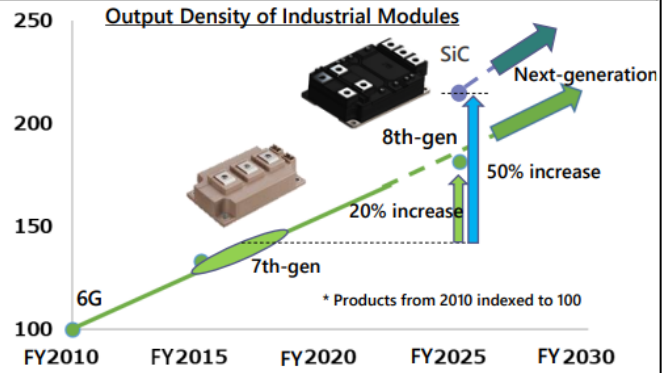 Output Density of Industrial Modules
250
200
150
100
SiC
Next-generation
8th-gen
50% increase
20% increase
7th-gen
6G
* Products from 2010 indexed to 100
FY2010
FY2015
FY2020
FY2025
FY2030